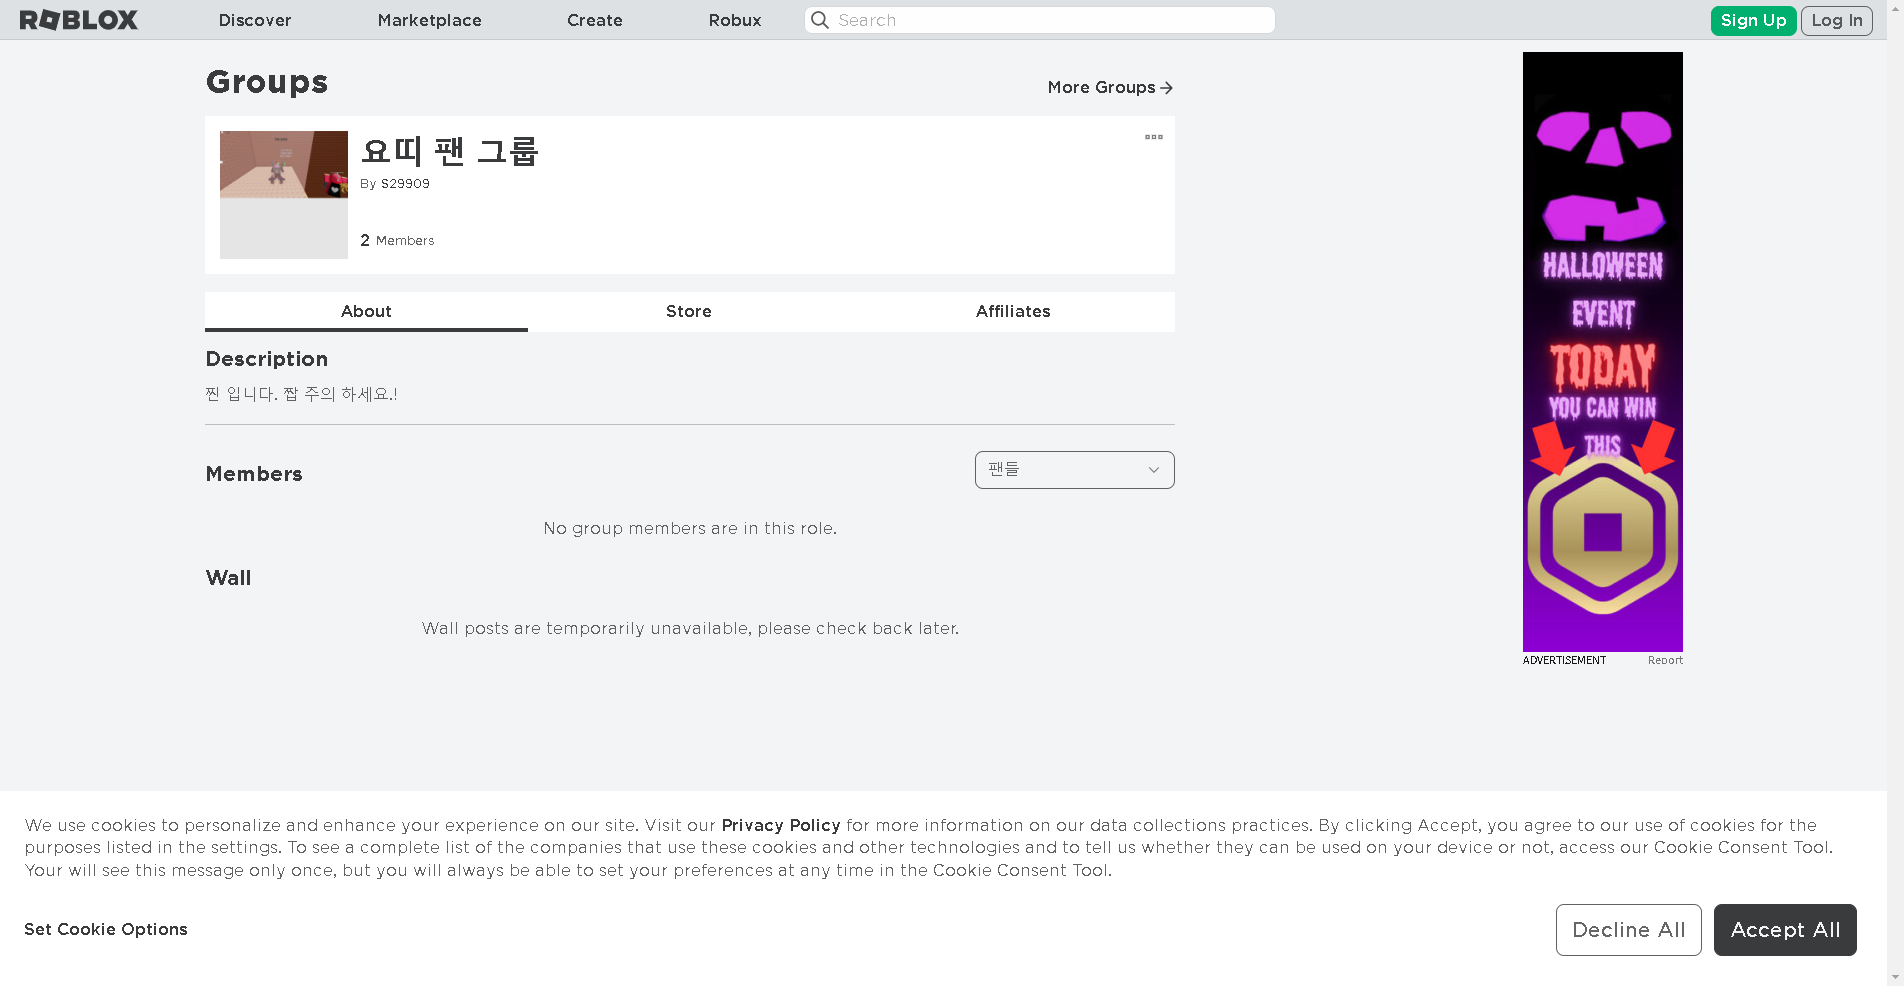 ROBLOX
Discover
Marketplace
Create
Robux
Search
Sign Up
Log In
Groups
More Groups
요띠 팬 그룹
By S29909
2 Members
About
Store
Affiliates
Description
찐 입니다. 짭 주의 하세요.!
Members
팬들
No group members are in this role.
Wall
Wall posts are temporarily unavailable, please check back later.
HALLOWEEN
EVENT
TODAY
YOU CAN WIN
THIS
ADVERTISEMENT
Report
We use cookies to personalize and enhance your experience on our site. Visit our Privacy Policy for more information on our data collections practices. By clicking Accept, you agree to our use of cookies for the
purposes listed in the settings. To see a complete list of the companies that use these cookies and other technologies and to tell us whether they can be used on your device or not, access our Cookie Consent Tool.
Your will see this message only once, but you will always be able to set your preferences at any time in the Cookie Consent Tool.
Set Cookie Options
Decline All
Accept All